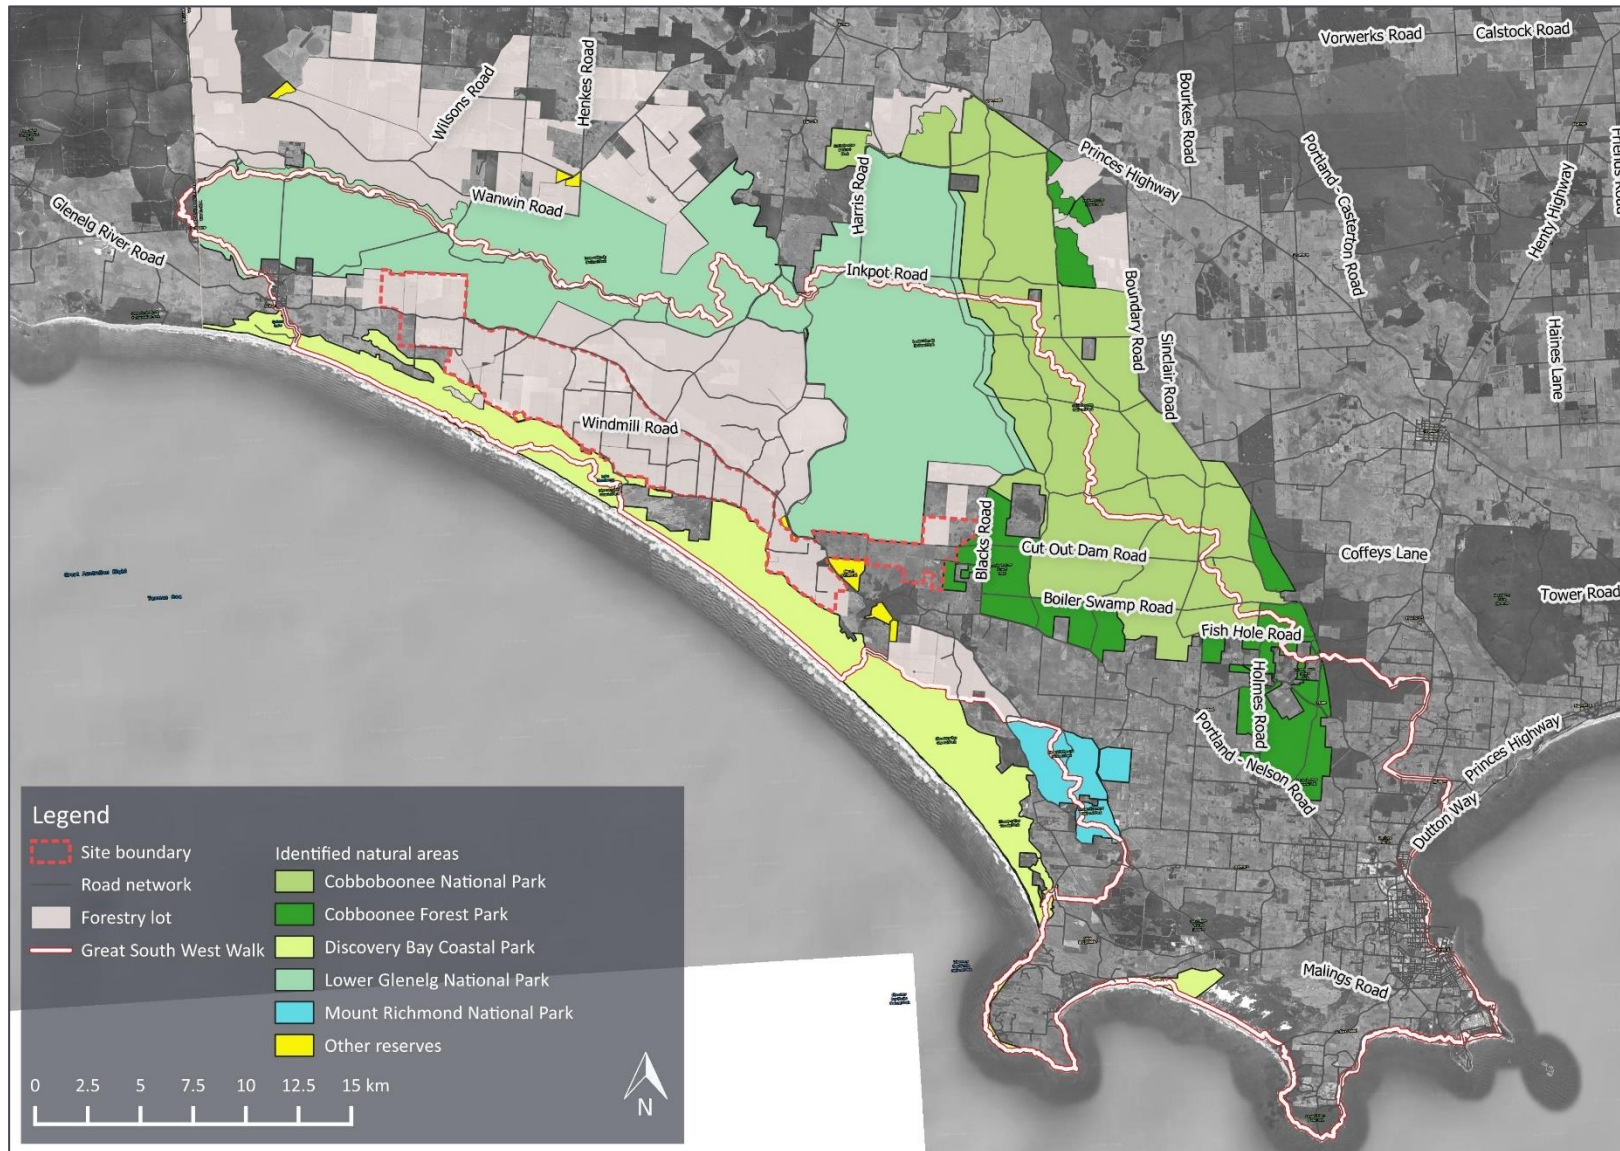 Vorwerks Road
Calstock Road
Henkes Road
Wilsons Road
Bourkes Road
Princes Highway
Portland - Casterton Road
Henty Highway
Harris Road
Wanwin Road
Glenelg River Road
Inkpot Road
Boundary Road
Sinclair Road
Haines Lane
Windmill Road
Blacks Road
Cut Out Dam Road
Coffeys Lane
Boiler Swamp Road
Tower Road
Fish Hole Road
Holmes Road
Portland - Nelson Road
Princes Highway
Dutton Way
Malings Road
Great Australian Bight
Legend
Site boundary
Road network
Forestry lot
Great South West Walk
Identified natural areas
Cobboboonee National Park
Cobboonee Forest Park
Discovery Bay Coastal Park
Lower Glenelg National Park
Mount Richmond National Park
Other reserves
0 2.5 5 7.5 10 12.5 15 km
N